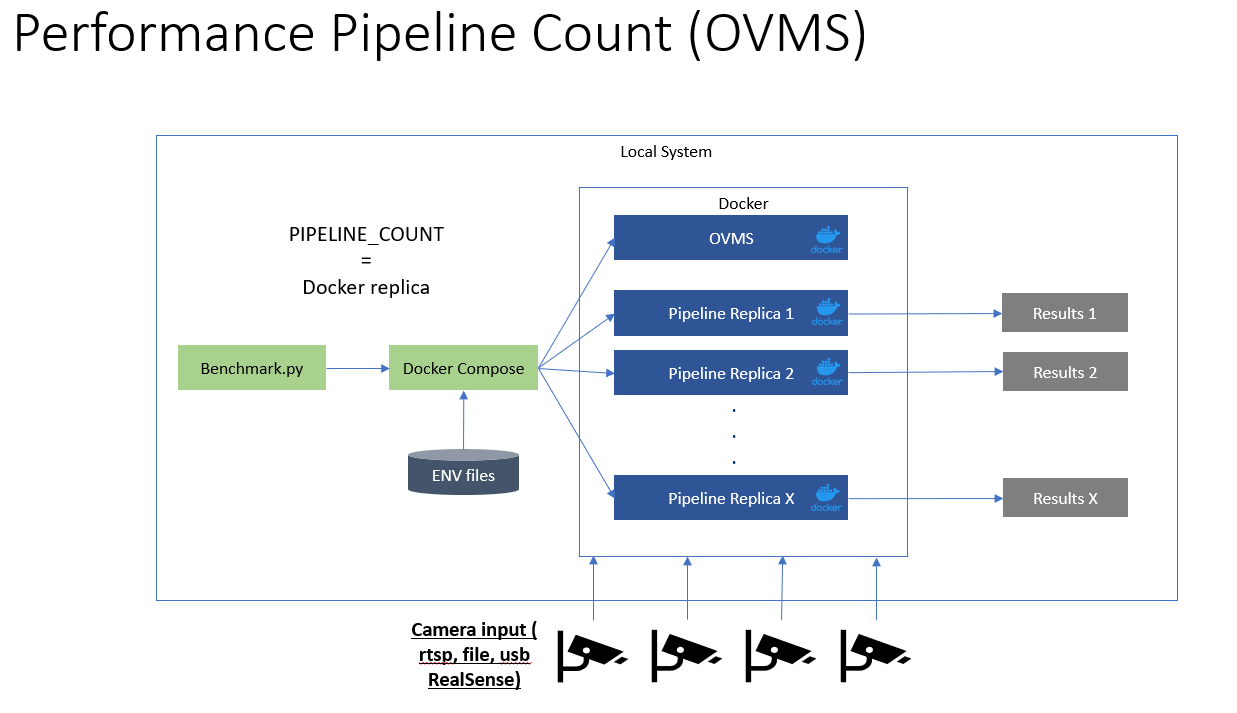 Performance Pipeline Count (OVMS)
Local System
Docker
PIPELINE_COUNT
=
Docker replica
OVMS
docker
Pipeline Replica 1
docker
Results 1
Benchmark.py
Docker Compose
Pipeline Replica 2
docker
Results 2
.
.
.
ENV files
Pipeline Replica X
docker
Results X
Camera input (
rtsp, file, usb
RealSense)